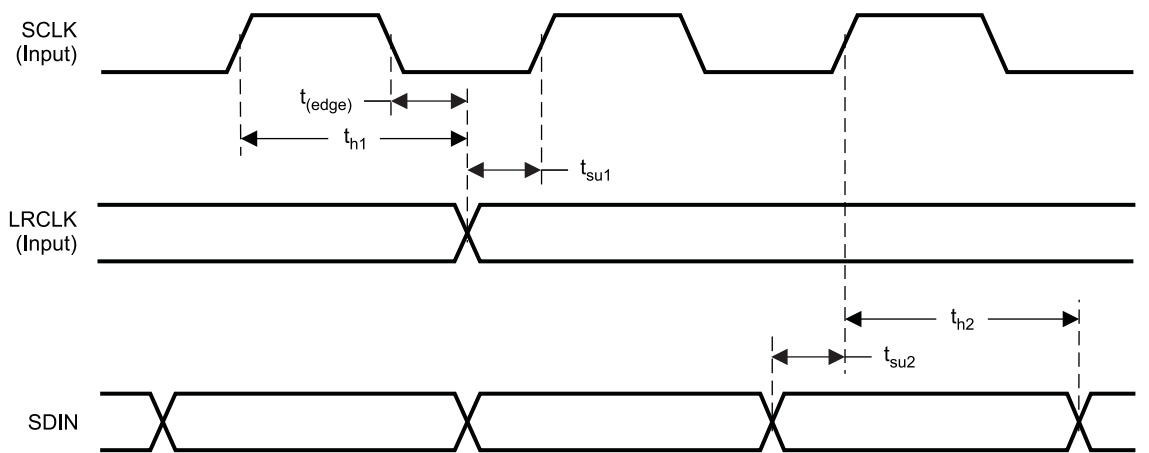 SCLK
(Input)
t(edge)
th1
tsu1
LRCLK
(Input)
th2
tsu2
SDIN